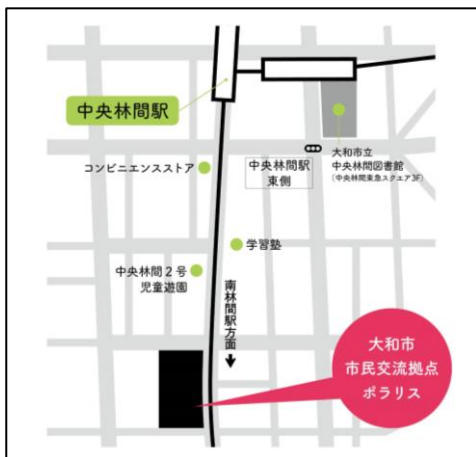 中央林間駅
コンビニエンスストア
中央林間駅
東側
大和市立
中央林間図書館
(中央林間東急スクエア3F)
学習塾
中央林間2号
児童遊園
南林間駅方面
大和市
市民交流拠点
ポラリス